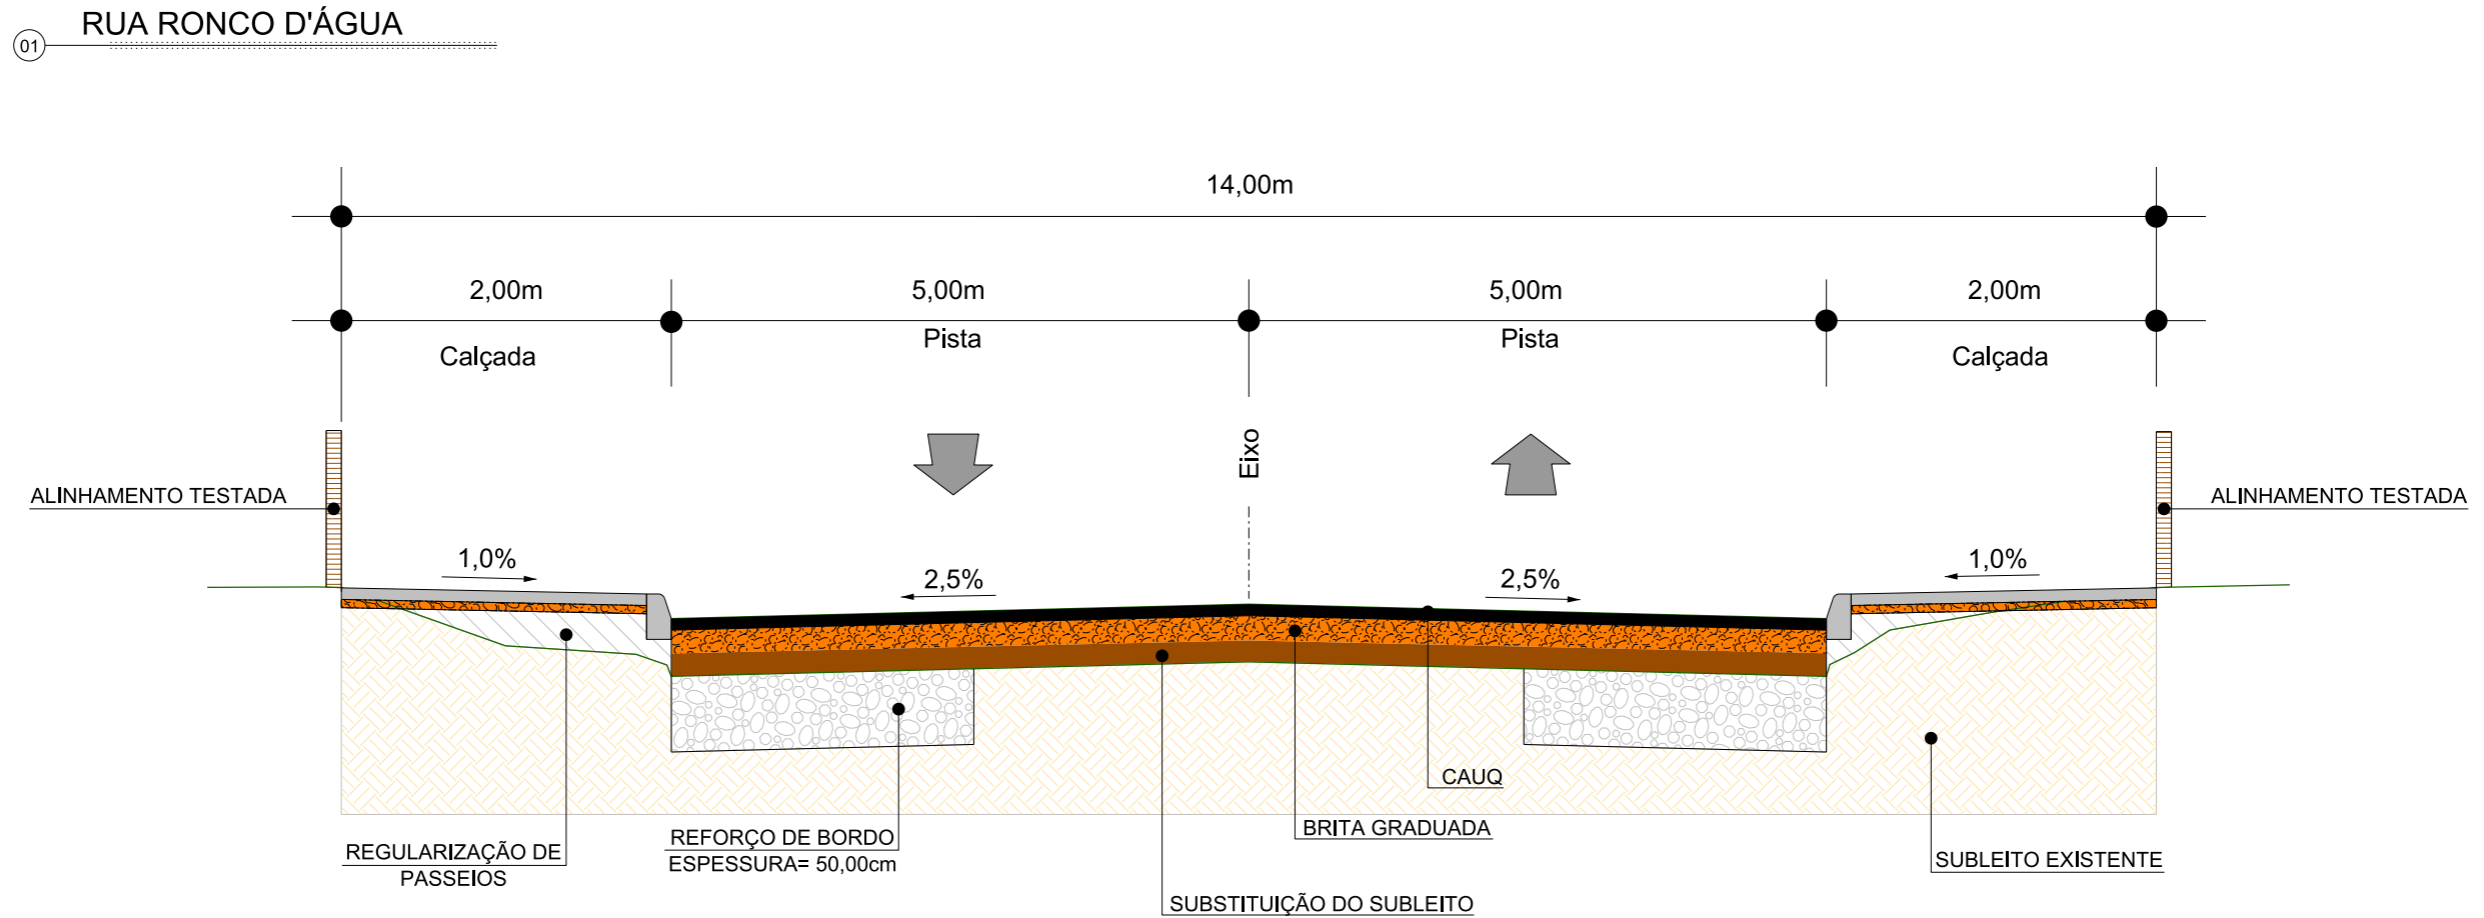 RUA RONCO D'ÁGUA
01
14,00m
2,00m
5,00m
5,00m
2,00m
Calçada
Pista
Pista
Calçada
Eixo
ALINHAMENTO TESTADA
ALINHAMENTO TESTADA
1,0%
2,5%
2,5%
1,0%
CAUQ
BRITA GRADUADA
REFORÇO DE BORDO
ESPESSURA= 50,00cm
REGULARIZAÇÃO DE
PASSEIOS
SUBLEITO EXISTENTE
SUBSTITUIÇÃO DO SUBLEITO